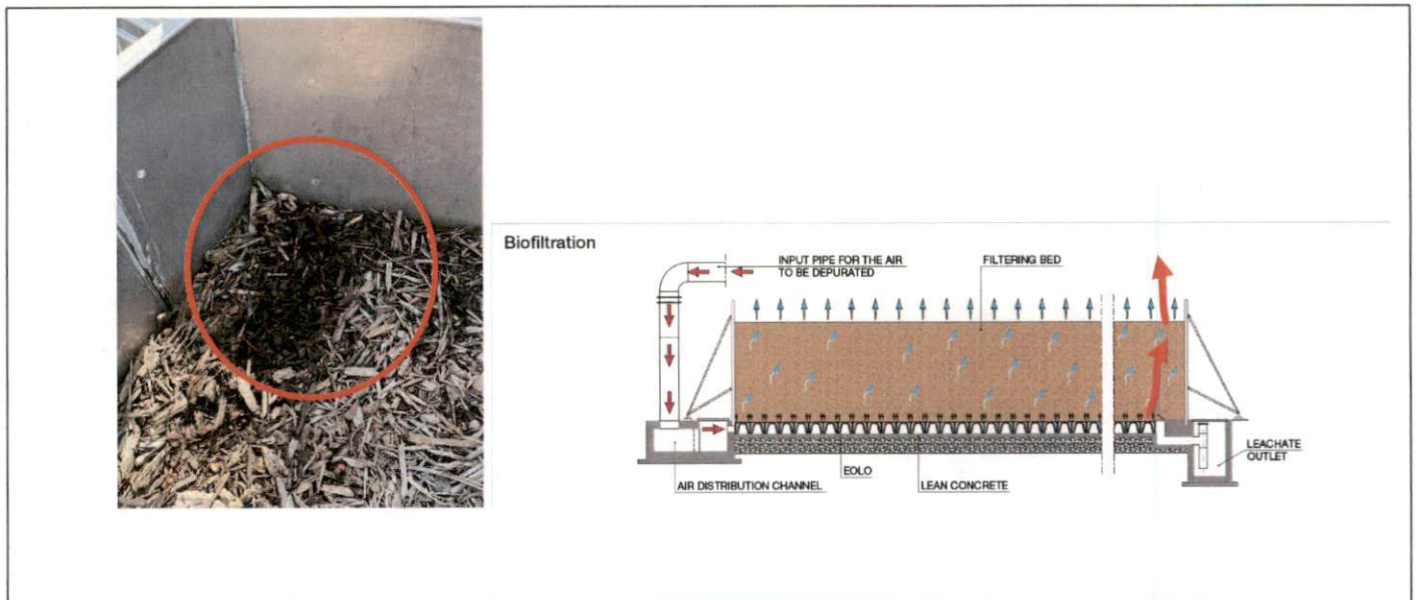 Biofiltration
INPUT PIPE FOR THE AIR
TO BE DEPURATED
FILTERING BED
LEACHATE
OUTLET
EOLO
AIR DISTRIBUTION CHANNEL
LEAN CONCRETE